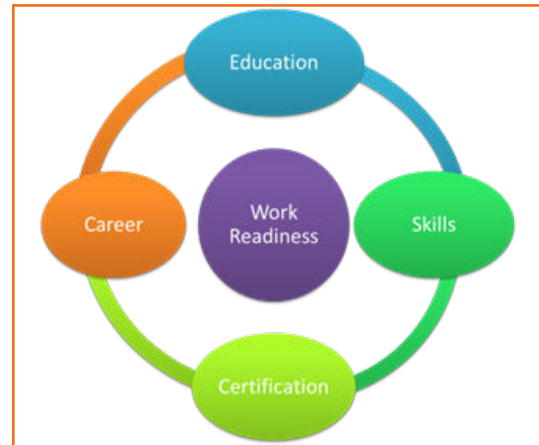 Education
Career
Work
Readiness
Skills
Certification